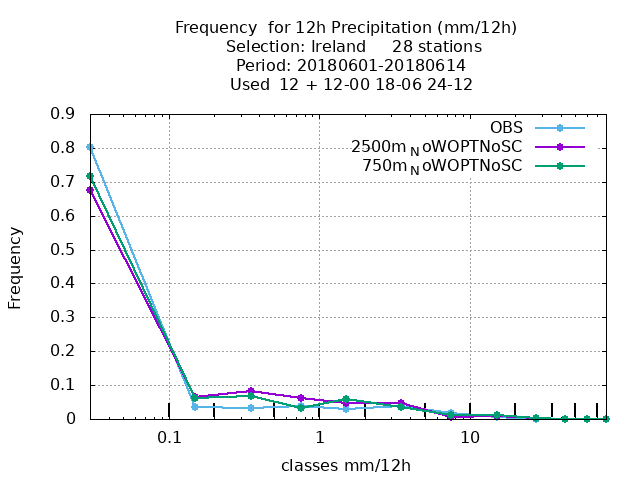 Frequency  for 12h Precipitation (mm/12h)
Selection: Ireland     28 stations
Period: 20180601-20180614
Used  12 + 12-00 18-06 24-12
OBS
2500m_NoWOPTNoSC
750m_NoWOPTNoSC
0.9
0.8
0.7
0.6
0.5
0.4
0.3
0.2
0.1
0
Frequency
0.1 1 10
classes mm/12h